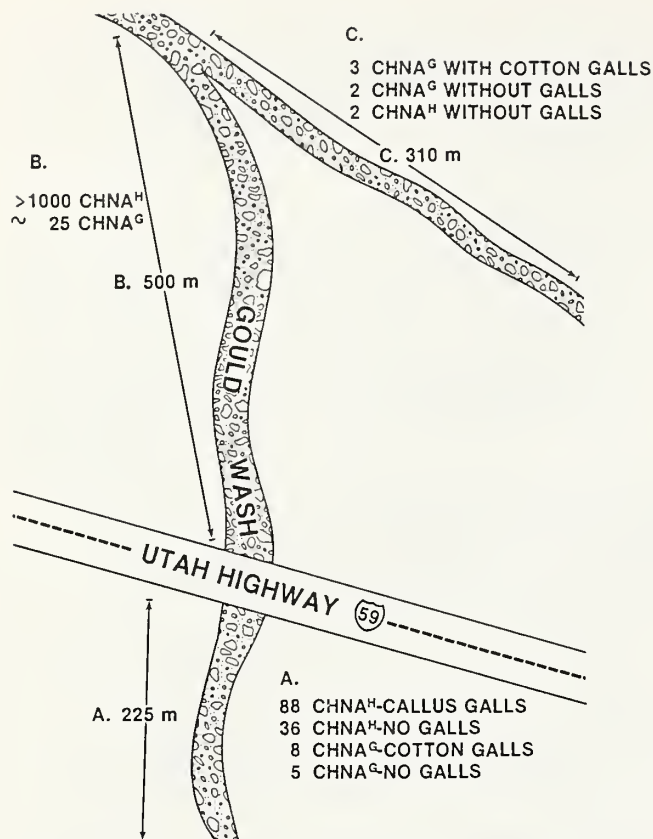 C.
3 CHNAᴳ WITH COTTON GALLS
2 CHNAᴳ WITHOUT GALLS
2 CHNAᴴ WITHOUT GALLS
C. 310 m
B.
>1000 CHNAᴴ
~ 25 CHNAᴳ
B. 500 m
GOULD WASH
UTAH HIGHWAY 59
A.
88 CHNAᴴ-CALLUS GALLS
36 CHNAᴴ-NO GALLS
8 CHNAᴳ-COTTON GALLS
5 CHNAᴳ-NO GALLS
A. 225 m